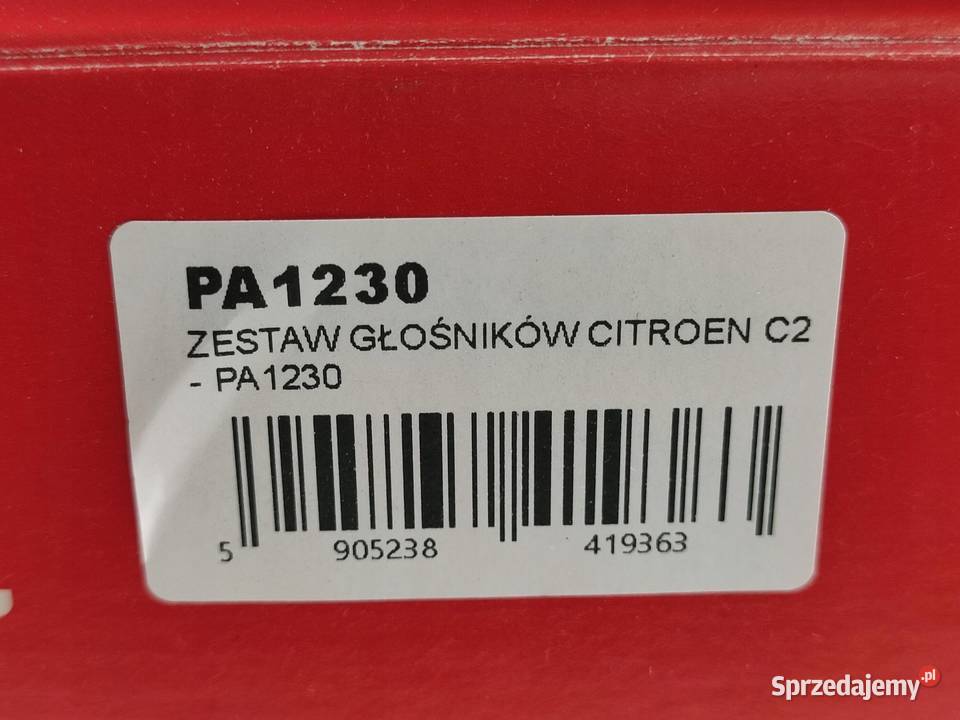 PA1230
ZESTAW GŁOŚNIKÓW CITROEN C2
- PA1230
5 905238 419363
Sprzedajemy.pl